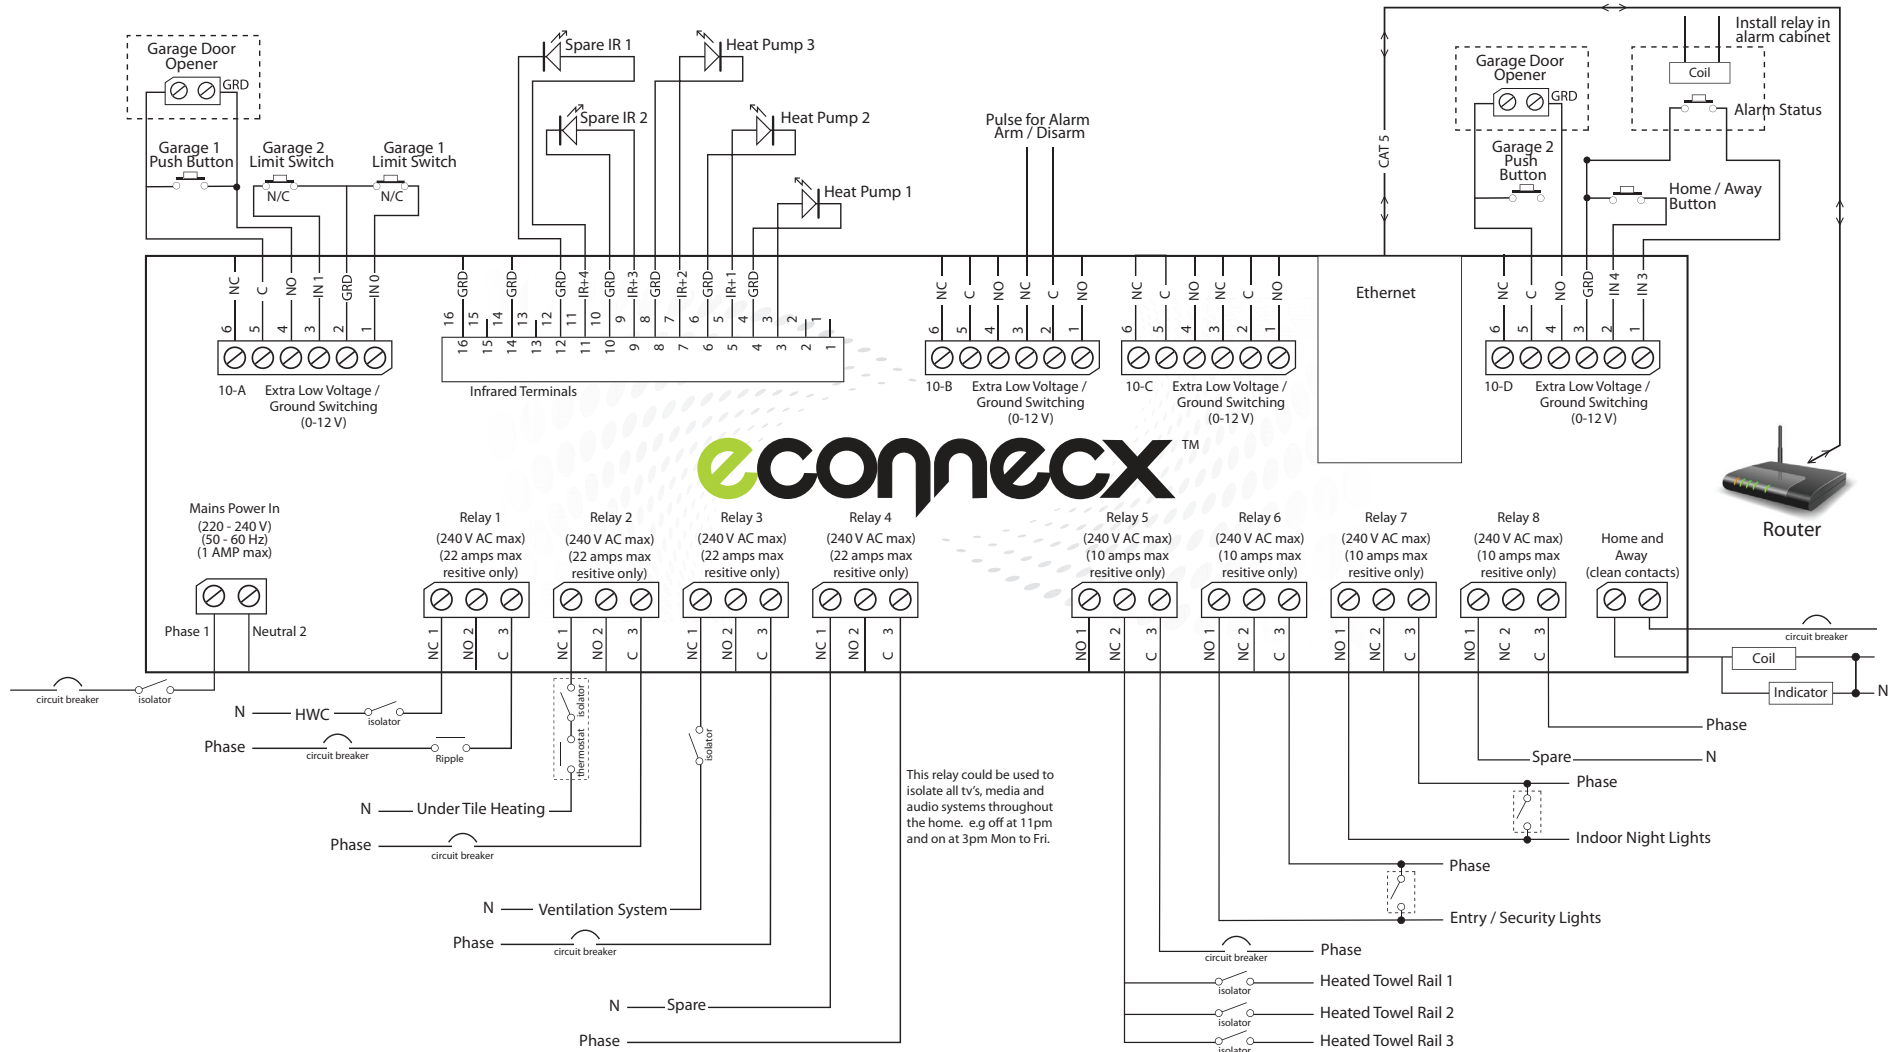 Install relay in
alarm cabinet
Garage Door
Opener
GRD
Spare IR 1
Heat Pump 3
Garage Door
Opener
GRD
Coil
Alarm Status
Spare IR 2
Heat Pump 2
Pulse for Alarm
Arm / Disarm
CAT 5
Garage 1
Push Button
Garage 2
Limit Switch
N/C
Garage 1
Limit Switch
N/C
Heat Pump 1
Garage 2
Push
Button
Home / Away
Button
NC
C
NO
IN 1
GRD
IN 0
GRD
GRD
GRD
IR+4
GRD
IR+3
GRD
IR+2
GRD
IR+1
GRD
NC
C
NO
NC
C
NO
NC
C
NO
NC
C
NO
Ethernet
NC
C
NO
GRD
IN 4
IN 3
6 5 4 3 2 1
16 15 14 13 12 11 10 9 8 7 6 5 4 3 2 1
16 15 14 13 12 11 10 9 8 7 6 5 4 3 2 1
6 5 4 3 2 1
6 5 4 3 2 1
6 5 4 3 2 1
10-A
Extra Low Voltage /
Ground Switching
(0-12 V)
Infrared Terminals
10-B
Extra Low Voltage /
Ground Switching
(0-12 V)
10-C
Extra Low Voltage /
Ground Switching
(0-12 V)
10-D
Extra Low Voltage /
Ground Switching
(0-12 V)
econnecx TM
Router
Mains Power In
(220 - 240 V)
(50 - 60 Hz)
(1 AMP max)
Phase 1
Neutral 2
Relay 1
(240 V AC max)
(22 amps max
resitive only)
NC 1
NO 2
C 3
Relay 2
(240 V AC max)
(22 amps max
resitive only)
NC 1
NO 2
C 3
Relay 3
(240 V AC max)
(22 amps max
resitive only)
NC 1
NO 2
C 3
Relay 4
(240 V AC max)
(22 amps max
resitive only)
NC 1
NO 2
C 3
Relay 5
(240 V AC max)
(10 amps max
resitive only)
NO 1
NC 2
C 3
Relay 6
(240 V AC max)
(10 amps max
resitive only)
NO 1
NC 2
C 3
Relay 7
(240 V AC max)
(10 amps max
resitive only)
NO 1
NC 2
C 3
Relay 8
(240 V AC max)
(10 amps max
resitive only)
NO 1
NC 2
C 3
Home and
Away
(clean contacts)
circuit breaker
Coil
Indicator
N
circuit breaker
isolator
N
HWC
isolator
Phase
circuit breaker
Ripple
isolator
thermostat
N
Under Tile Heating
Phase
circuit breaker
isolator
N
Ventilation System
Phase
circuit breaker
N
Spare
Phase
This relay could be used to
isolate all tv's, media and
audio systems throughout
the home. e.g off at 11pm
and on at 3pm Mon to Fri.
Phase
Spare
N
Phase
Indoor Night Lights
Phase
Entry / Security Lights
circuit breaker
Phase
isolator
Heated Towel Rail 1
isolator
Heated Towel Rail 2
isolator
Heated Towel Rail 3